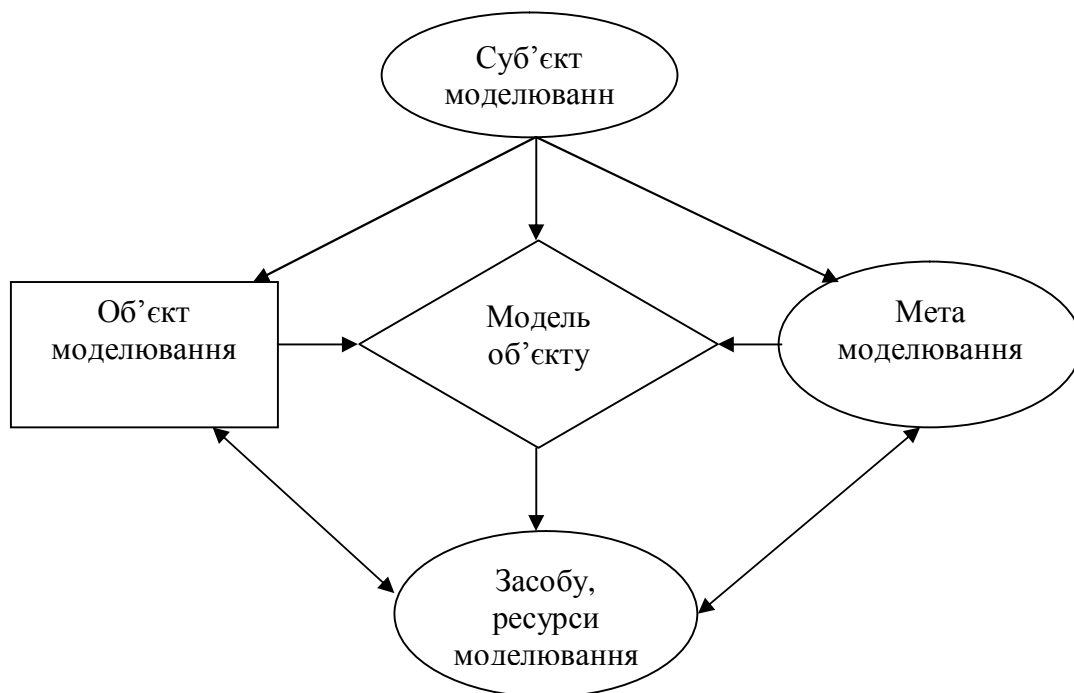 Суб’єкт
моделюванн
Об’єкт
моделювання
Модель
об’єкту
Мета
моделювання
Засобу,
ресурси
моделювання